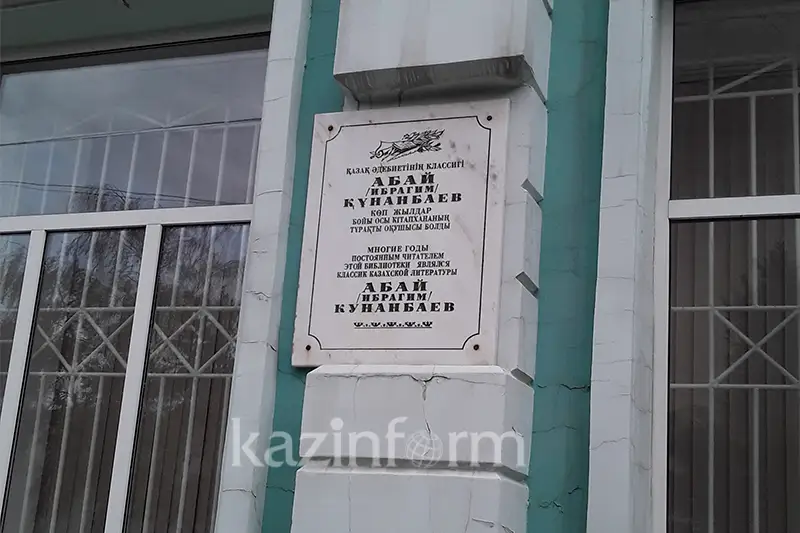 ҚАЗАҚ ӘДЕБИЕТІНІҢ КЛАССИГІ
АБАЙ
/ИБРАГИМ/
ҚҰНАНБАЕВ
КӨП ЖЫЛДАР
БОЙЫ ОСЫ КІТАПХАНАНЫҢ
ТҰРАҚТЫ ОҚУШЫСЫ БОЛДЫ
МНОГИЕ ГОДЫ
ПОСТОЯННЫМ ЧИТАТЕЛЕМ
ЭТОЙ БИБЛИОТЕКИ ЯВЛЯЛСЯ
КЛАССИК КАЗАХСКОЙ ЛИТЕРАТУРЫ
АБАЙ
/ИБРАГИМ/
КУНАНБАЕВ
kazinform